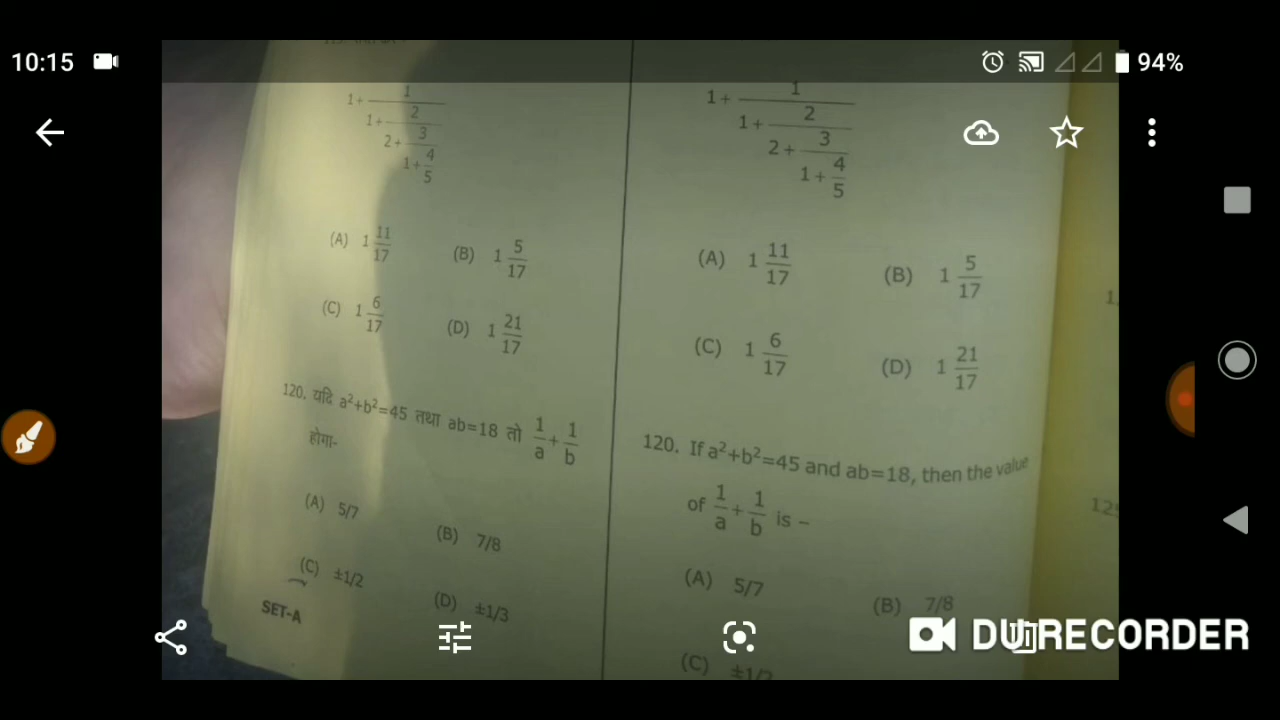 10:15
94%
1+
1
1+
2
2+
3
1+
4
5
(A) 1 11/17
(B) 1 5/17
(C) 1 6/17
(D) 1 21/17
120. यदि a²+b²=45 तथा ab=18 तो 1/a + 1/b
होगा-
(A) 5/7
(B) 7/8
(C) ±1/2
(D) ±1/3
SET-A
1+
1
1+
2
2+
3
1+
4
5
(A) 1 11/17
(B) 1 5/17
(C) 1 6/17
(D) 1 21/17
120. If a²+b²=45 and ab=18, then the value
of 1/a + 1/b is –
(A) 5/7
(B) 7/8
(C) ±1/2
DU RECORDER